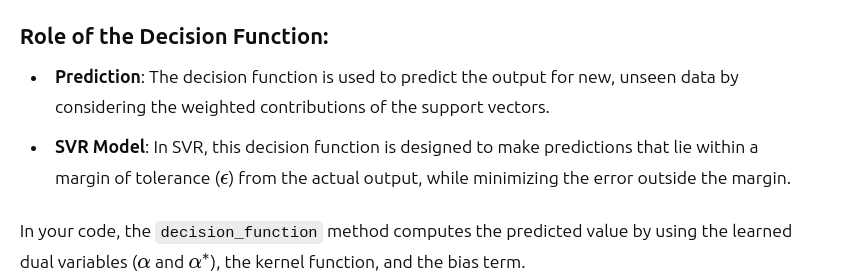 Role of the Decision Function:
• Prediction: The decision function is used to predict the output for new, unseen data by
considering the weighted contributions of the support vectors.
• SVR Model: In SVR, this decision function is designed to make predictions that lie within a
margin of tolerance (ϵ) from the actual output, while minimizing the error outside the margin.
In your code, the decision_function method computes the predicted value by using the learned
dual variables (α and α*), the kernel function, and the bias term.